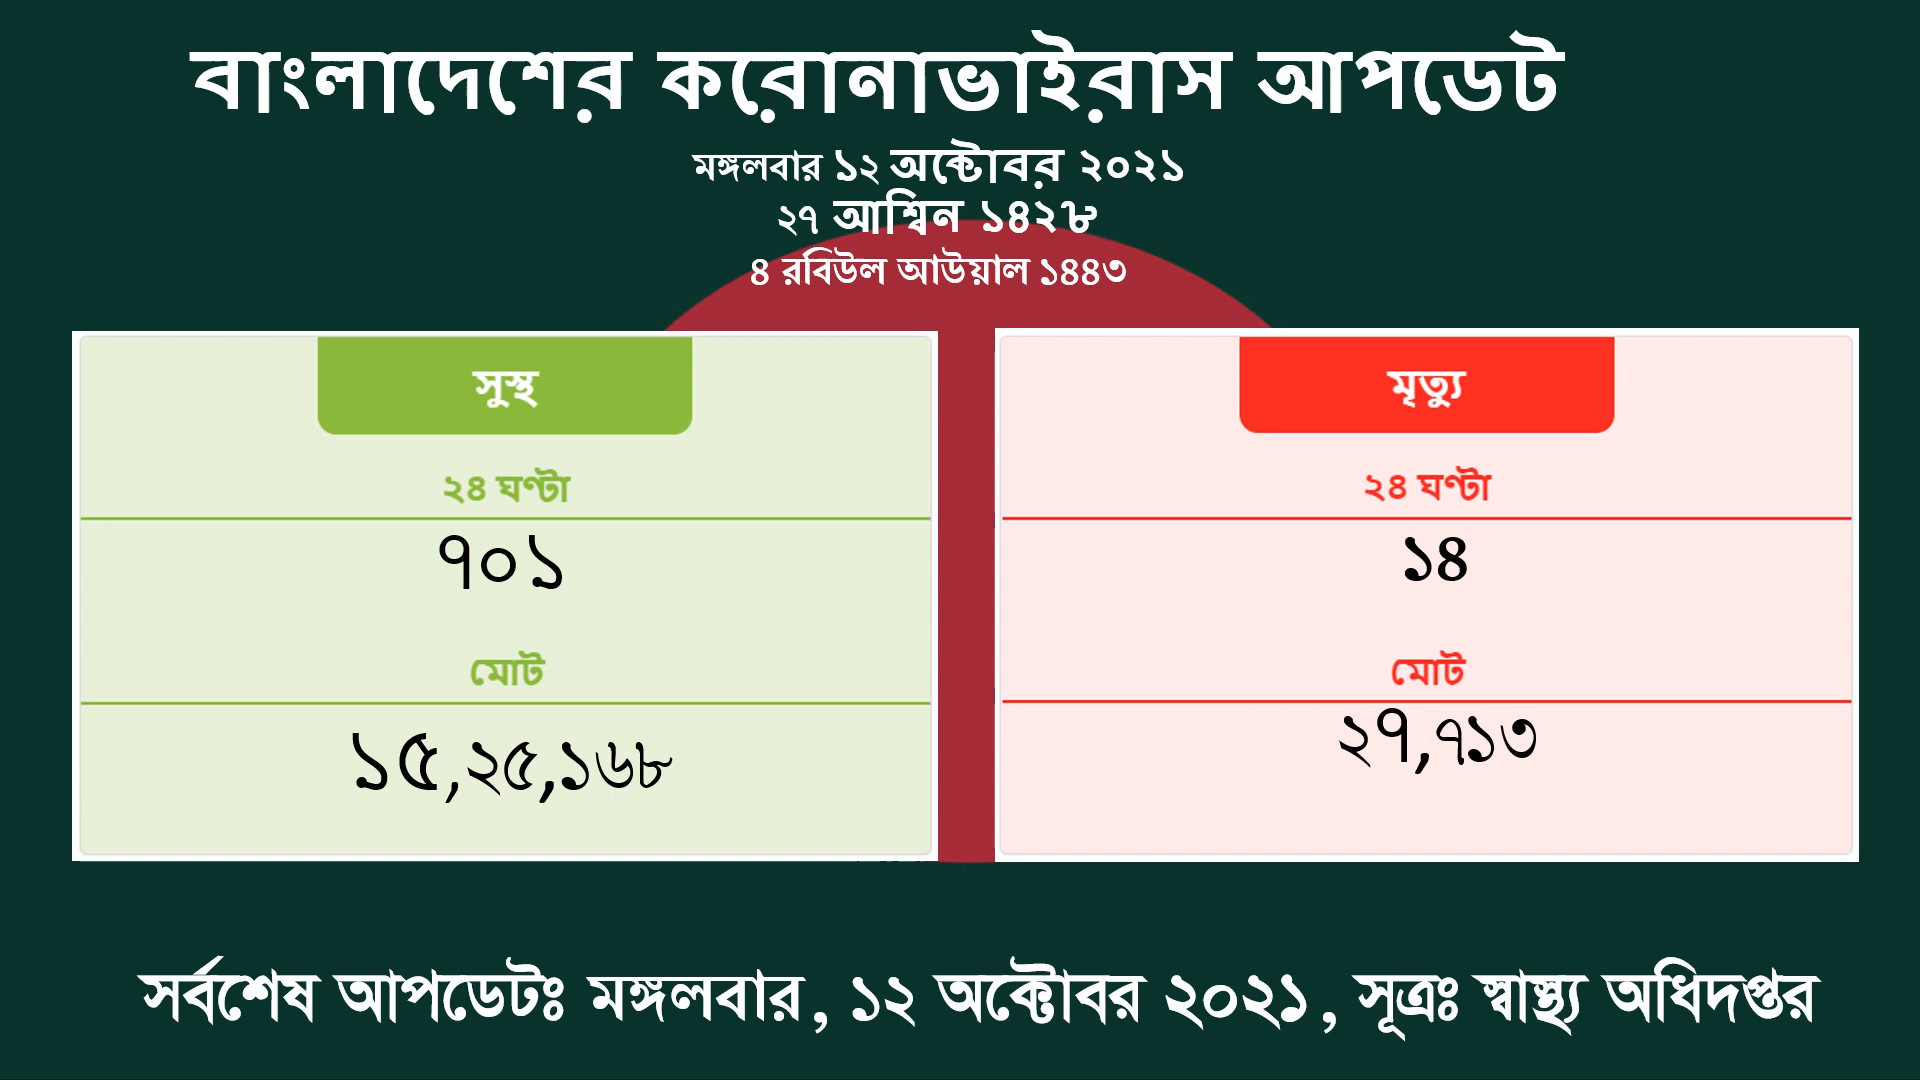 বাংলাদেশের করোনাভাইরাস আপডেট
মঙ্গলবার ১২ অক্টোবর ২০২১
২৭ আশ্বিন ১৪২৮
৪ রবিউল আউয়াল ১৪৪৩
সুস্থ
২৪ ঘণ্টা
৭০১
মোট
১৫,২৫,১৬৮
মৃত্যু
২৪ ঘণ্টা
১৪
মোট
২৭,৭১৩
সর্বশেষ আপডেটঃ মঙ্গলবার, ১২ অক্টোবর ২০২১, সূত্রঃ স্বাস্থ্য অধিদপ্তর